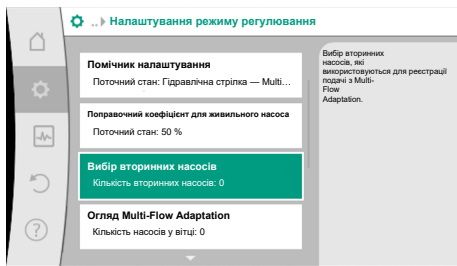 .. Налаштування режиму регулювання
Помічник налаштування
Поточний стан: Гідравлічна стрілка — Multi...
Поправочний коефіцієнт для живильного насоса
Поточний стан: 50 %
Вибір вторинних насосів
Кількість вторинних насосів: 0
Огляд Multi-Flow Adaptation
Кількість насосів у вітці: 0
Вибір вторинних
насосів, які
використовуються для реєстрації
подачі з Multi-
Flow
Adaptation.